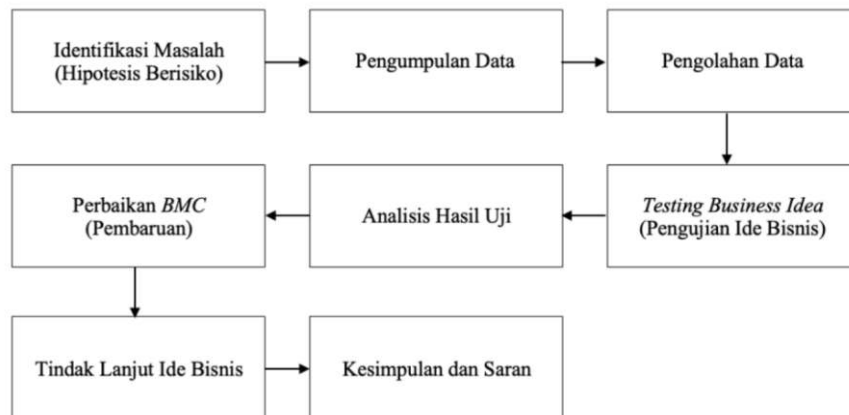 Identifikasi Masalah
(Hipotesis Berisiko)
Pengumpulan Data
Pengolahan Data
Testing Business Idea
(Pengujian Ide Bisnis)
Analisis Hasil Uji
Perbaikan BMC
(Pembaruan)
Tindak Lanjut Ide Bisnis
Kesimpulan dan Saran